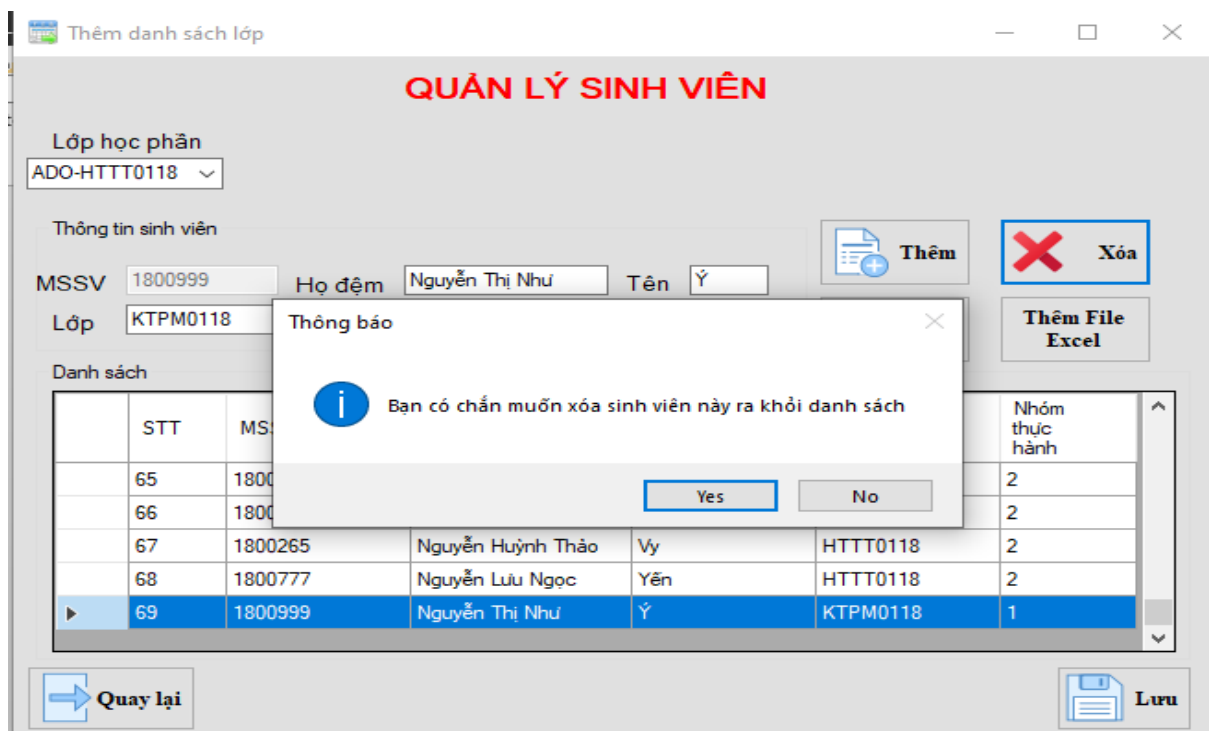 Thêm danh sách lớp
QUẢN LÝ SINH VIÊN
Lớp học phần
ADO-HTTT0118
Thông tin sinh viên
MSSV 1800999 Họ đệm Nguyễn Thị Như Tên Ý
Thêm Xóa
Lớp KTPM0118
Thêm File
Excel
Thông báo
Bạn có chắn muốn xóa sinh viên này ra khỏi danh sách
Yes No
Danh sách
STT Nhóm
thực
hành
65 2
66 2
67 1800265 Nguyễn Huỳnh Thảo Vy HTTT0118 2
68 1800777 Nguyễn Lưu Ngọc Yến HTTT0118 2
69 1800999 Nguyễn Thị Như Ý KTPM0118 1
Quay lại Lưu